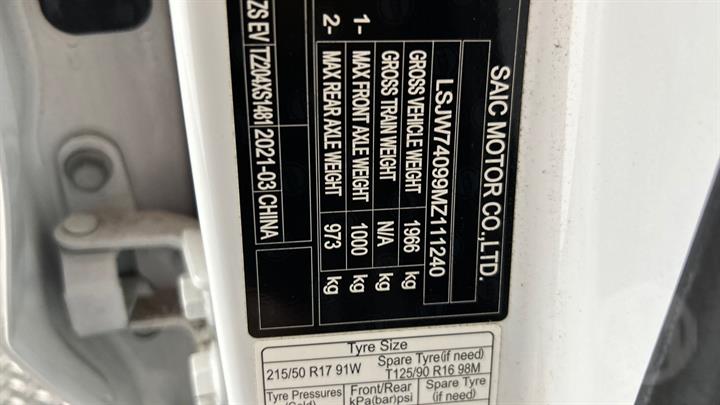 SAIC MOTOR CO.,LTD.
LSJW74099MZ111240
GROSS VEHICLE WEIGHT 1966 kg
GROSS TRAIN WEIGHT N/A kg
1- MAX FRONT AXLE WEIGHT 1000 kg
2- MAX REAR AXLE WEIGHT 973 kg
ZS EV TZ204XS1481 2021-03 CHINA
Tyre Size
215/50 R17 91W Spare Tyre(if need) T125/90 R16 98M
Tyre Pressures (Cold) Front/Rear kPa(bar)psi Spare Tyre (if need)